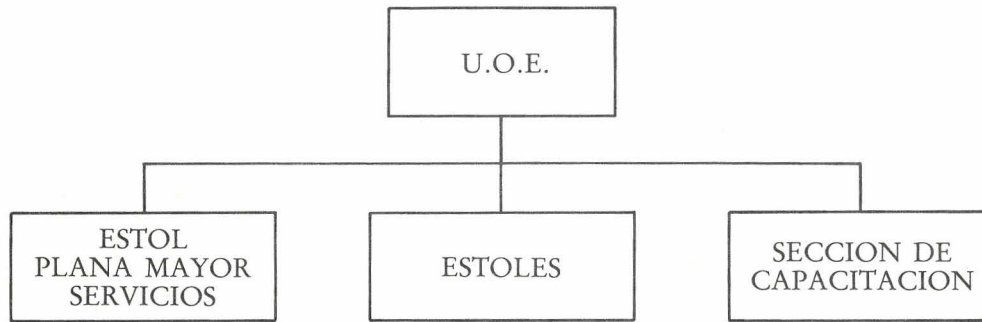 U.O.E.
ESTOL
PLANA MAYOR
SERVICIOS
ESTOLES
SECCION DE
CAPACITACION